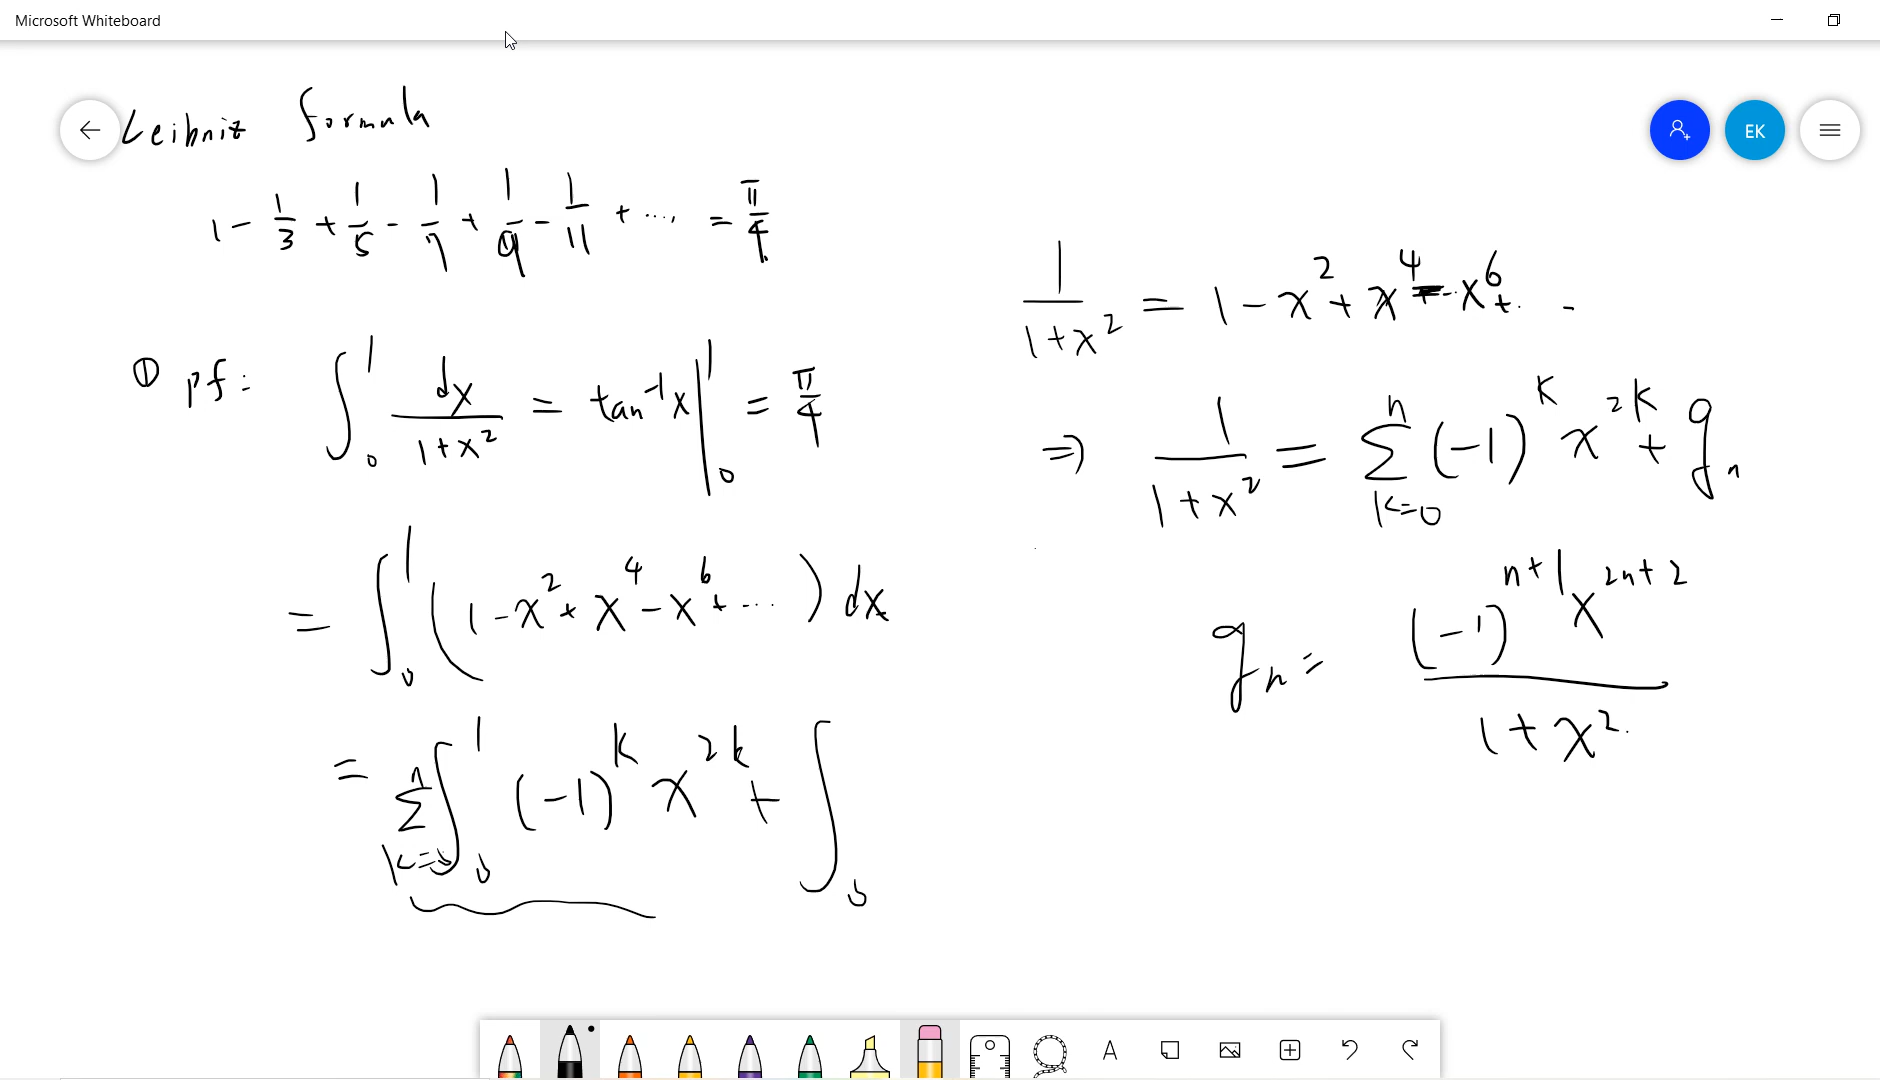 Microsoft Whiteboard
Leibniz formula
1 - 1/3 + 1/5 - 1/7 + 1/9 - 1/11 + .... = π/4
① pf: ∫₀¹ dx/(1+x²) = tan⁻¹x |₀¹ = π/4
= ∫₀¹ (1 - x² + x⁴ - x⁶ + ....) dx
= Σₖ₌₀ⁿ ∫₀¹ (-1)ᵏ x²ᵏ + ∫₀
EK
1/(1+x²) = 1 - x² + x⁴ - x⁶ + . -
⇒ 1/(1+x²) = Σₖ₌₀ⁿ (-1)ᵏ x²ᵏ + gₙ
gₙ = (-1)ⁿ⁺¹ x²ⁿ⁺² / (1+x²)
A